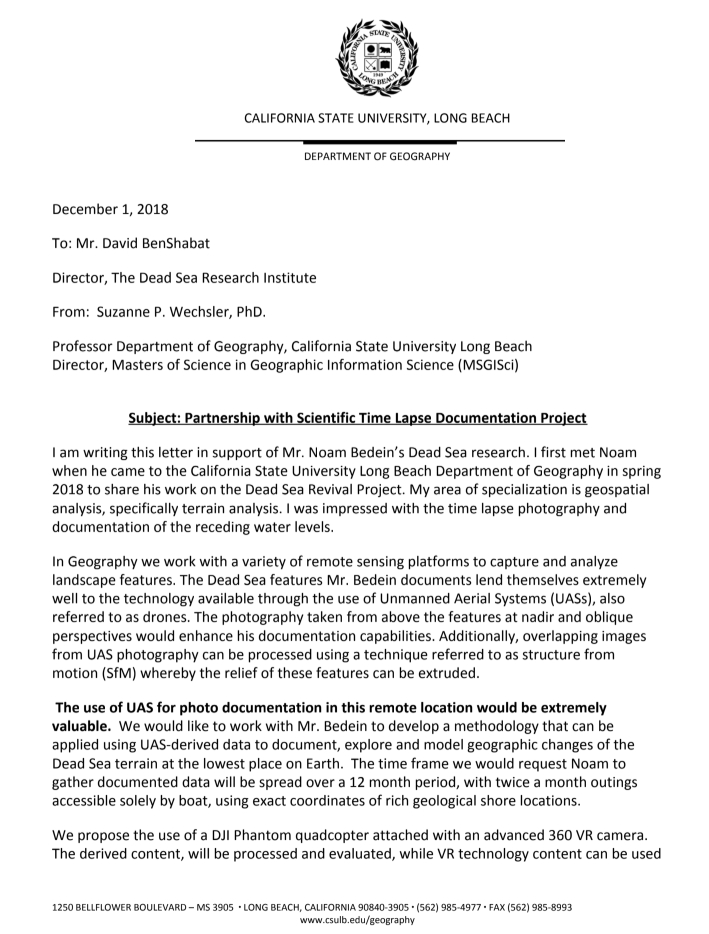 CALIFORNIA STATE UNIVERSITY
1949
LONG BEACH
CALIFORNIA STATE UNIVERSITY, LONG BEACH
DEPARTMENT OF GEOGRAPHY
December 1, 2018
To: Mr. David BenShabat
Director, The Dead Sea Research Institute
From:  Suzanne P. Wechsler, PhD.
Professor Department of Geography, California State University Long Beach
Director, Masters of Science in Geographic Information Science (MSGISci)
Subject: Partnership with Scientific Time Lapse Documentation Project
I am writing this letter in support of Mr. Noam Bedein’s Dead Sea research. I first met Noam
when he came to the California State University Long Beach Department of Geography in spring
2018 to share his work on the Dead Sea Revival Project. My area of specialization is geospatial
analysis, specifically terrain analysis. I was impressed with the time lapse photography and
documentation of the receding water levels.
In Geography we work with a variety of remote sensing platforms to capture and analyze
landscape features. The Dead Sea features Mr. Bedein documents lend themselves extremely
well to the technology available through the use of Unmanned Aerial Systems (UASs), also
referred to as drones. The photography taken from above the features at nadir and oblique
perspectives would enhance his documentation capabilities. Additionally, overlapping images
from UAS photography can be processed using a technique referred to as structure from
motion (SfM) whereby the relief of these features can be extruded.
The use of UAS for photo documentation in this remote location would be extremely
valuable.  We would like to work with Mr. Bedein to develop a methodology that can be
applied using UAS-derived data to document, explore and model geographic changes of the
Dead Sea terrain at the lowest place on Earth.  The time frame we would request Noam to
gather documented data will be spread over a 12 month period, with twice a month outings
accessible solely by boat, using exact coordinates of rich geological shore locations.
We propose the use of a DJI Phantom quadcopter attached with an advanced 360 VR camera.
The derived content, will be processed and evaluated, while VR technology content can be used
1250 BELLFLOWER BOULEVARD – MS 3905 · LONG BEACH, CALIFORNIA 90840-3905 · (562) 985-4977 · FAX (562) 985-8993
www.csulb.edu/geography